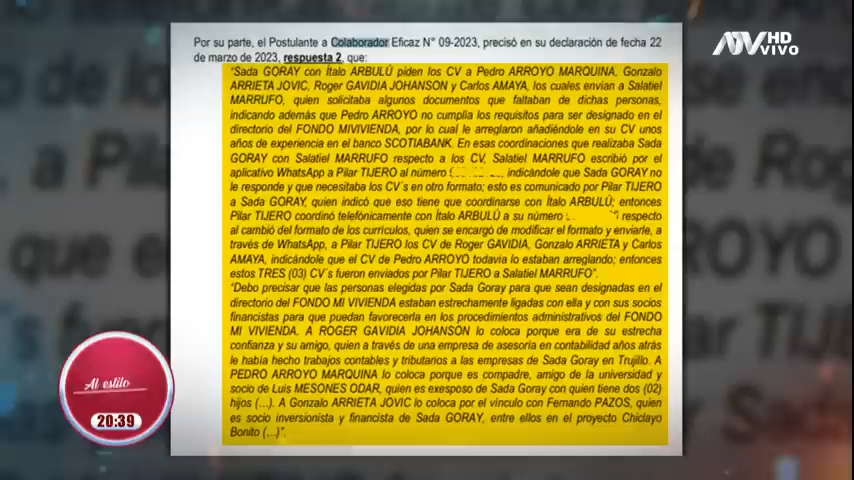 ATV HD
VIVO
Por su parte, el Postulante a Colaborador Eficaz N° 09-2023, precisó en su declaración de fecha 22
de marzo de 2023, respuesta 2, que:
"Sada GORAY con Ítalo ARBULÚ piden los CV a Pedro ARROYO MARQUINA, Gonzalo
ARRIETA JOVIC, Roger GAVIDIA JOHANSON y Carlos AMAYA, los cuales envían a Salatiel
MARRUFO, quien solicitaba algunos documentos que faltaban de dichas personas,
indicando además que Pedro ARROYO no cumplía los requisitos para ser designado en el
directorio del FONDO MIVIVIENDA, por lo cual le arreglaron añadiéndole en su CV unos
años de experiencia en el banco SCOTIABANK. En esas coordinaciones que realizaba Sada
GORAY con Salatiel MARRUFO respecto a los CV, Salatiel MARRUFO escribió por el
aplicativo WhatsApp a Pilar TIJERO al número , indicándole que Sada GORAY no
le responde y que necesitaba los CV´s en otro formato; esto es comunicado por Pilar TIJERO
a Sada GORAY, quien indicó que eso tiene que coordinarse con Ítalo ARBULÚ; entonces
Pilar TIJERO coordinó telefónicamente con Ítalo ARBULÚ a su número respecto
al cambió del formato de los currículos, quien se encargó de modificar el formato y enviarle, a
través de WhatsApp, a Pilar TIJERO los CV de Roger GAVIDIA, Gonzalo ARRIETA y Carlos
AMAYA, indicándole que el CV de Pedro ARROYO todavía lo estaban arreglando; entonces
estos TRES (03) CV´s fueron enviados por Pilar TIJERO a Salatiel MARRUFO".
"Debo precisar que las personas elegidas por Sada Goray para que sean designadas en el
directorio del FONDO MI VIVIENDA estaban estrechamente ligadas con ella y con sus socios
financistas para que puedan favorecerla en los procedimientos administrativos del FONDO
MI VIVIENDA. A ROGER GAVIDIA JOHANSON lo coloca porque era de su estrecha
confianza y su amigo, quien a través de una empresa de asesoría en contabilidad años atrás
le había hecho trabajos contables y tributarios a las empresas de Sada Goray en Trujillo. A
PEDRO ARROYO MARQUINA lo coloca porque es compadre, amigo de la universidad y
socio de Luis MESONES ODAR, quien es exesposo de Sada Goray con quien tiene dos (02)
hijos (...). A Gonzalo ARRIETA JOVIC lo coloca por el vínculo con Fernando PAZOS, quien
es socio inversionista y financista de Sada GORAY, entre ellos en el proyecto Chiclayo
Bonito (...)".
Al estilo
20:39